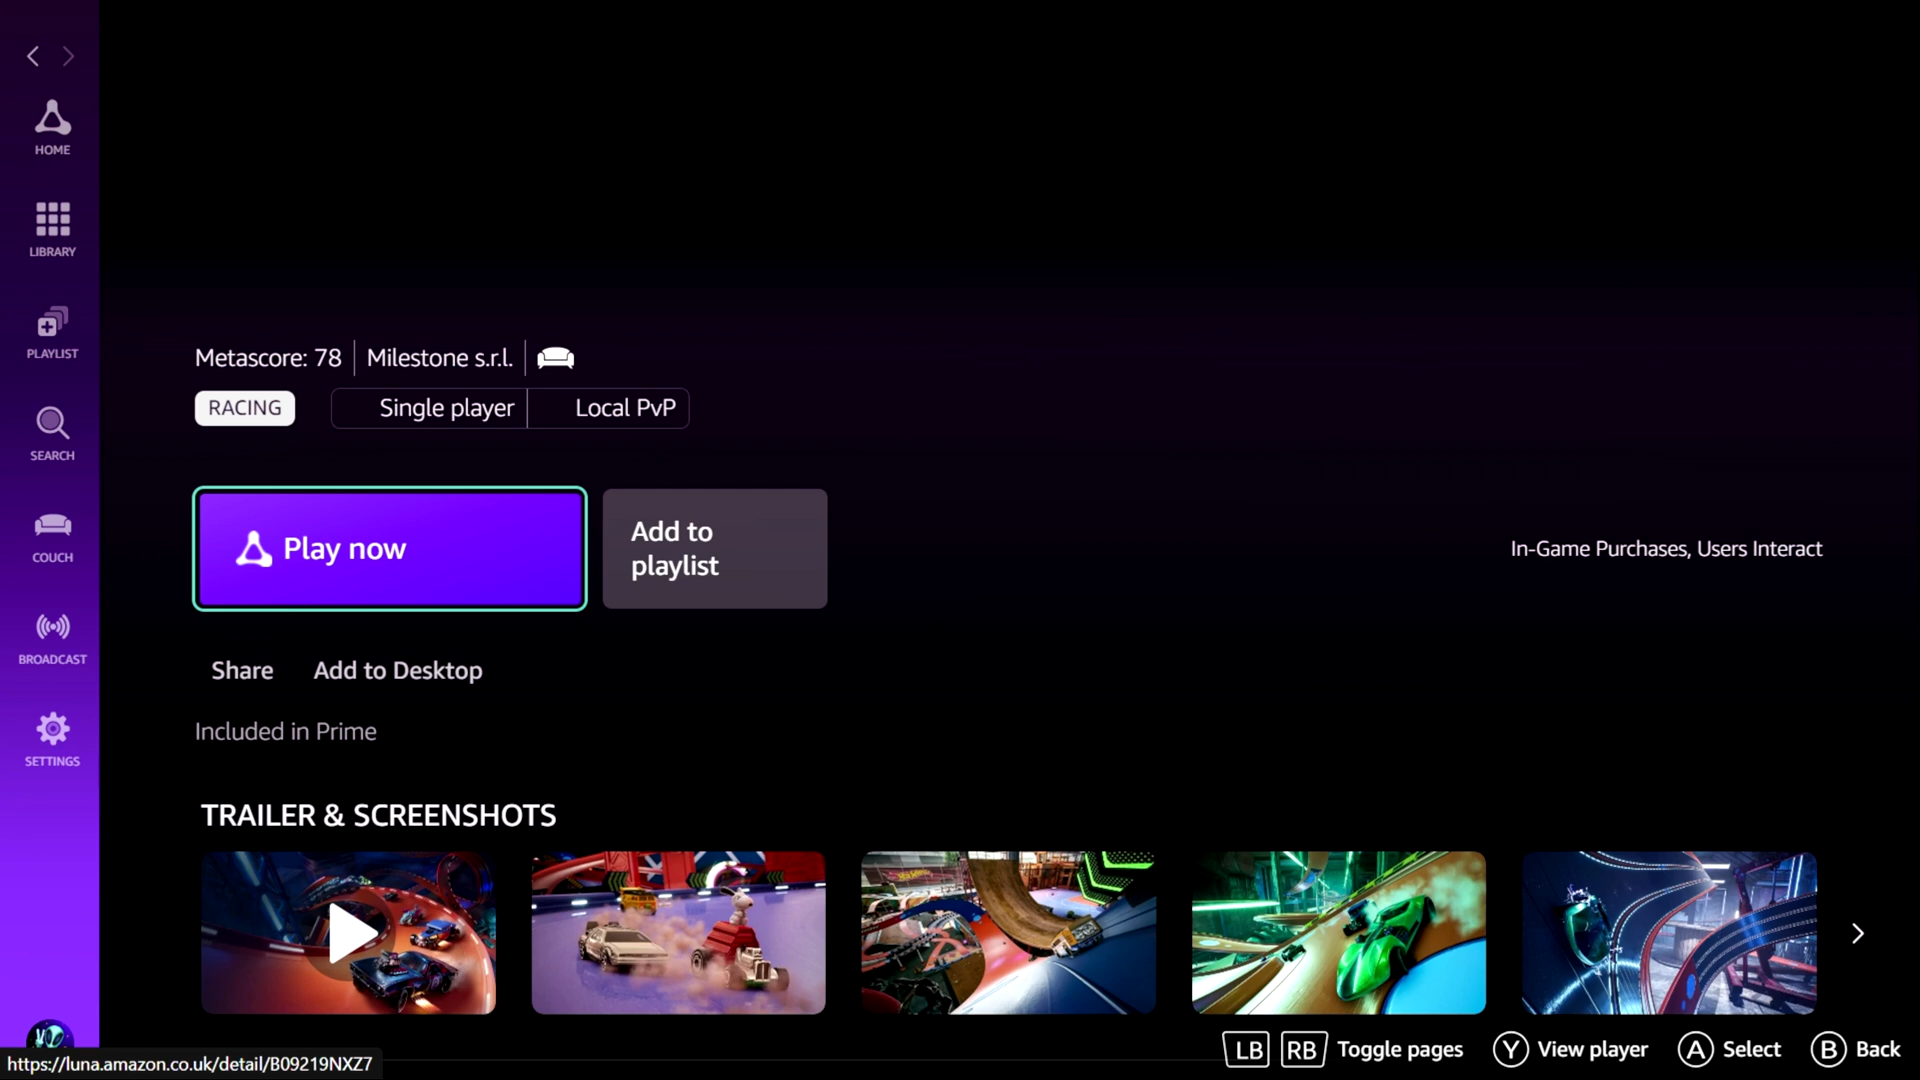 HOME
LIBRARY
PLAYLIST
SEARCH
COUCH
BROADCAST
SETTINGS
Metascore: 78
Milestone s.r.l.
RACING
Single player
Local PvP
Play now
Add to
playlist
In-Game Purchases, Users Interact
Share
Add to Desktop
Included in Prime
TRAILER & SCREENSHOTS
LB RB Toggle pages
Y View player
A Select
B Back
https://luna.amazon.co.uk/detail/B09219NXZ7